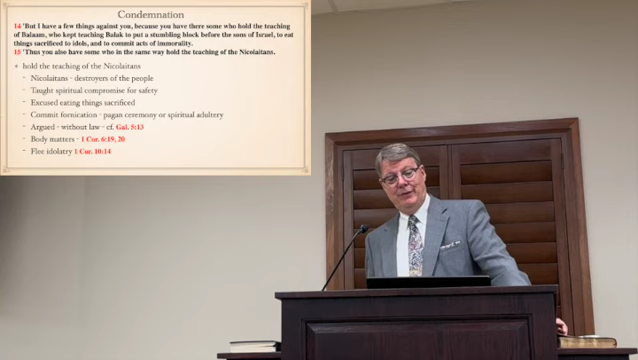 Condemnation
14 'But I have a few things against you, because you have there some who hold the teaching
of Balaam, who kept teaching Balak to put a stumbling block before the sons of Israel, to eat
things sacrificed to idols, and to commit acts of immorality.
15 'Thus you also have some who in the same way hold the teaching of the Nicolaitans.
+ hold the teaching of the Nicolaitans
- Nicolaitans - destroyers of the people
- Taught spiritual compromise for safety
- Excused eating things sacrificed
- Commit fornication - pagan ceremony or spiritual adultery
- Argued - without law - cf. Gal. 5:13
- Body matters - 1 Cor. 6:19, 20
- Flee idolatry 1 Cor. 10:14